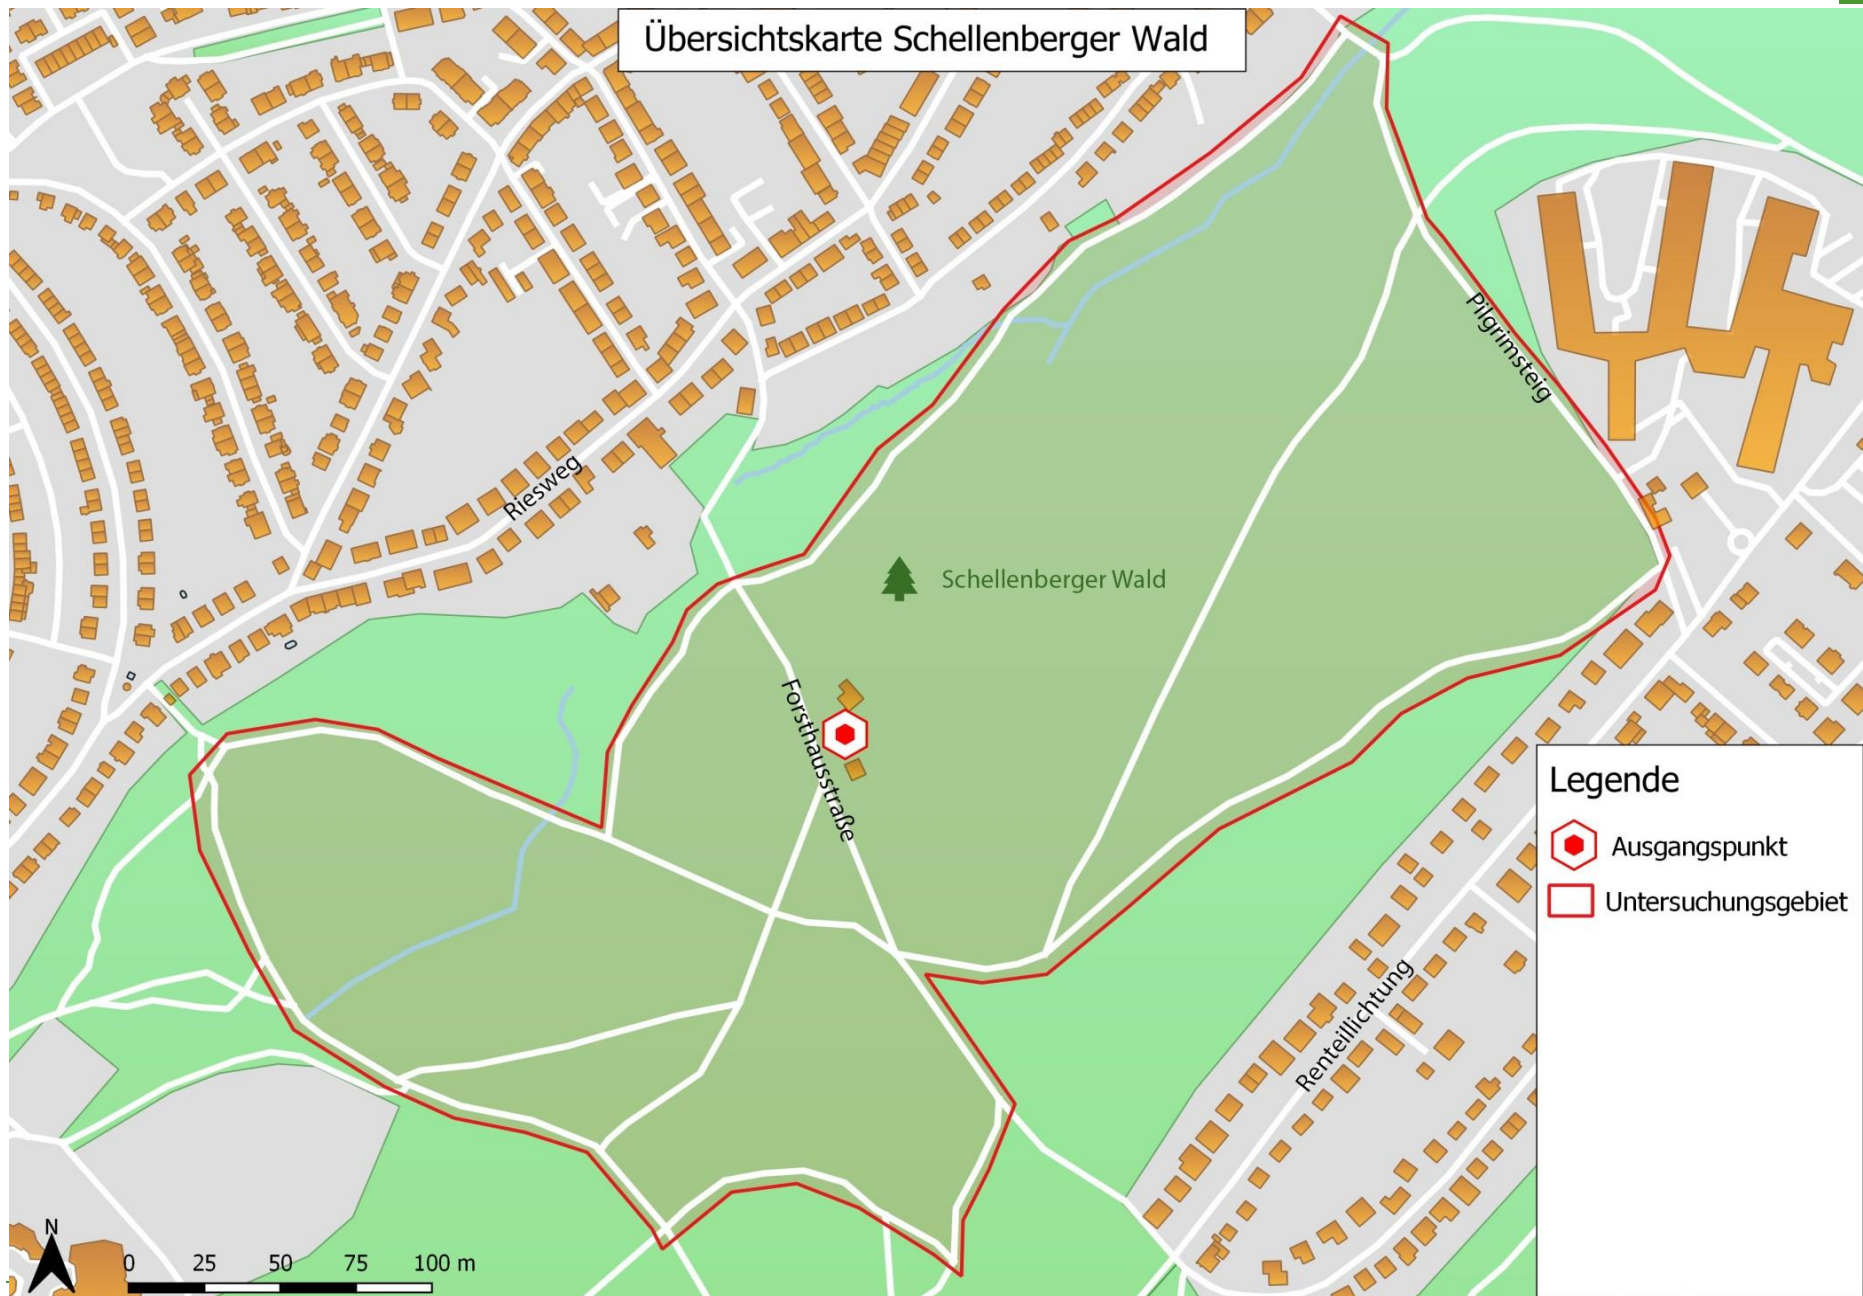 Übersichtskarte Schellenberger Wald
Pilgrimsteig
Riesweg
Schellenberger Wald
Forsthausstraße
Renteillichtung
Legende
Ausgangspunkt
Untersuchungsgebiet
N
0 25 50 75 100 m